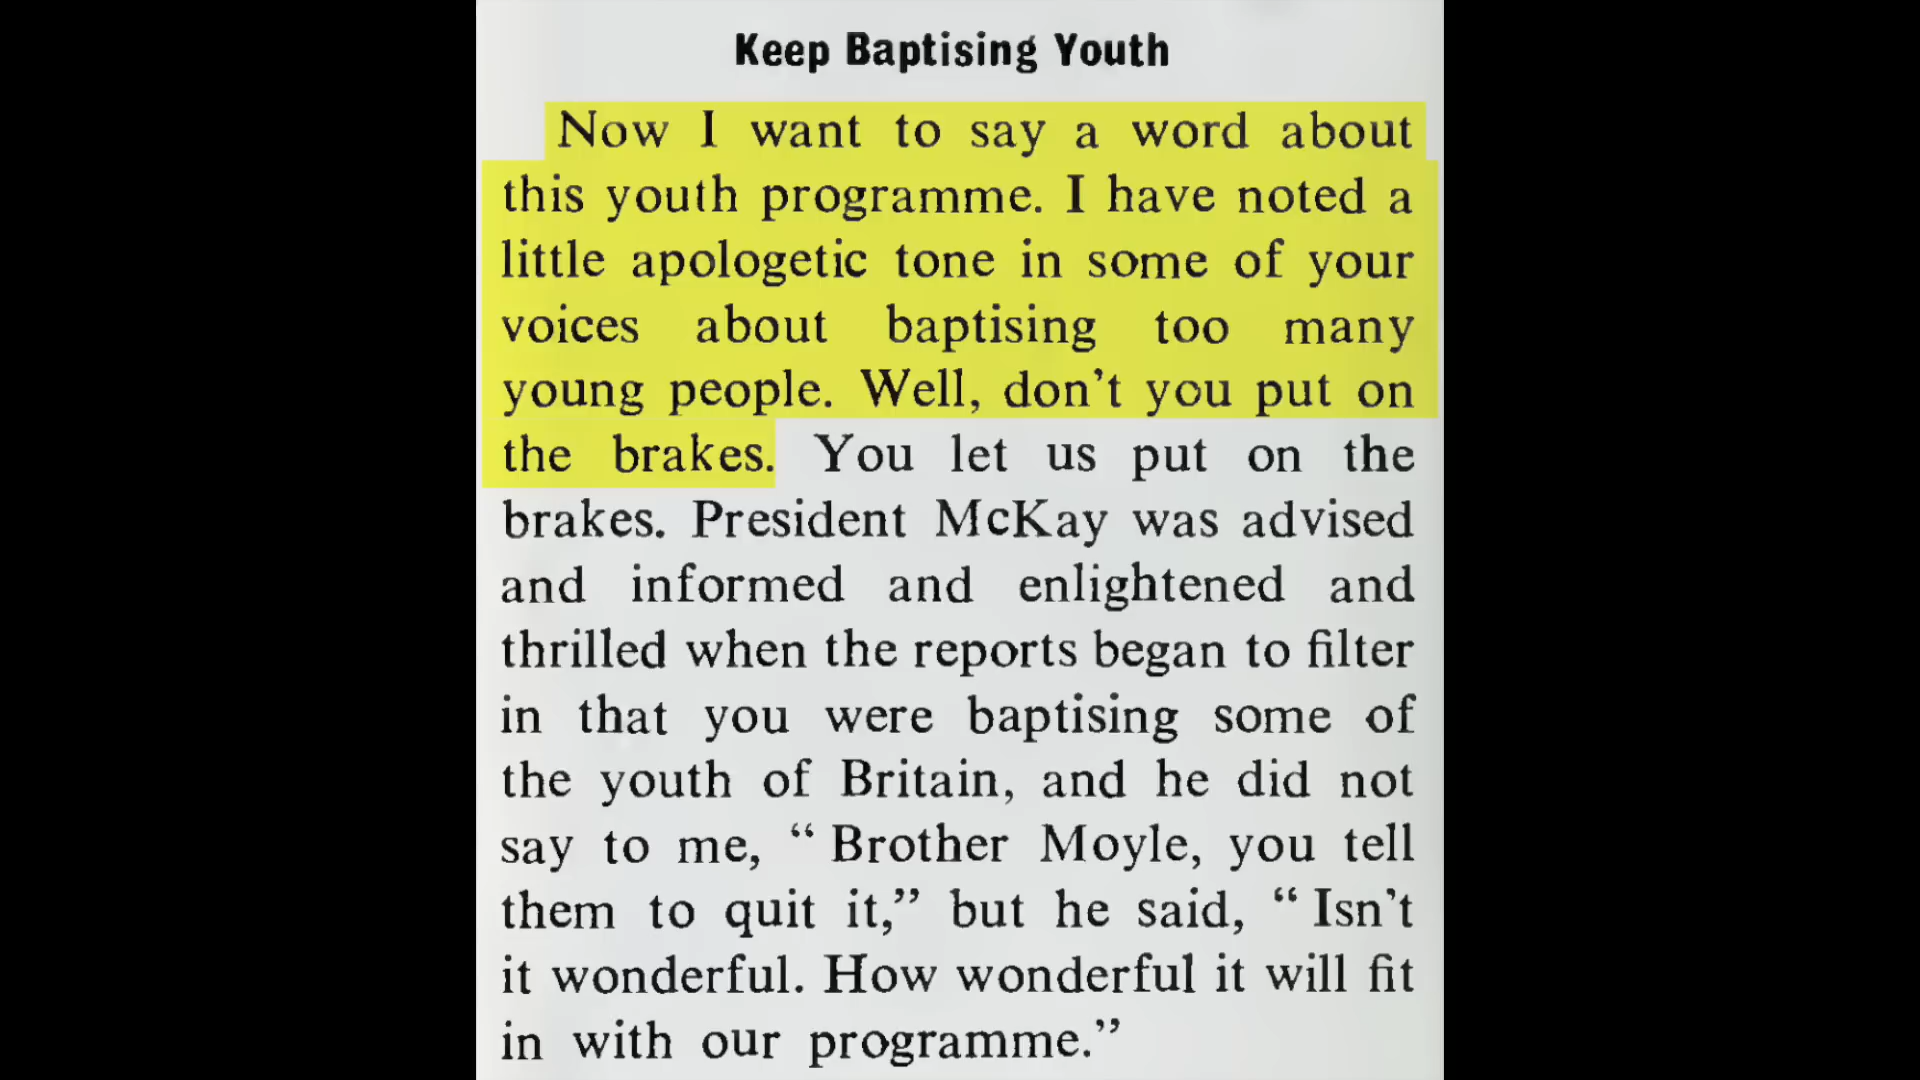 Keep Baptising Youth
Now I want to say a word about
this youth programme. I have noted a
little apologetic tone in some of your
voices about baptising too many
young people. Well, don't you put on
the brakes. You let us put on the
brakes. President McKay was advised
and informed and enlightened and
thrilled when the reports began to filter
in that you were baptising some of
the youth of Britain, and he did not
say to me, “ Brother Moyle, you tell
them to quit it,” but he said, “ Isn't
it wonderful. How wonderful it will fit
in with our programme.”